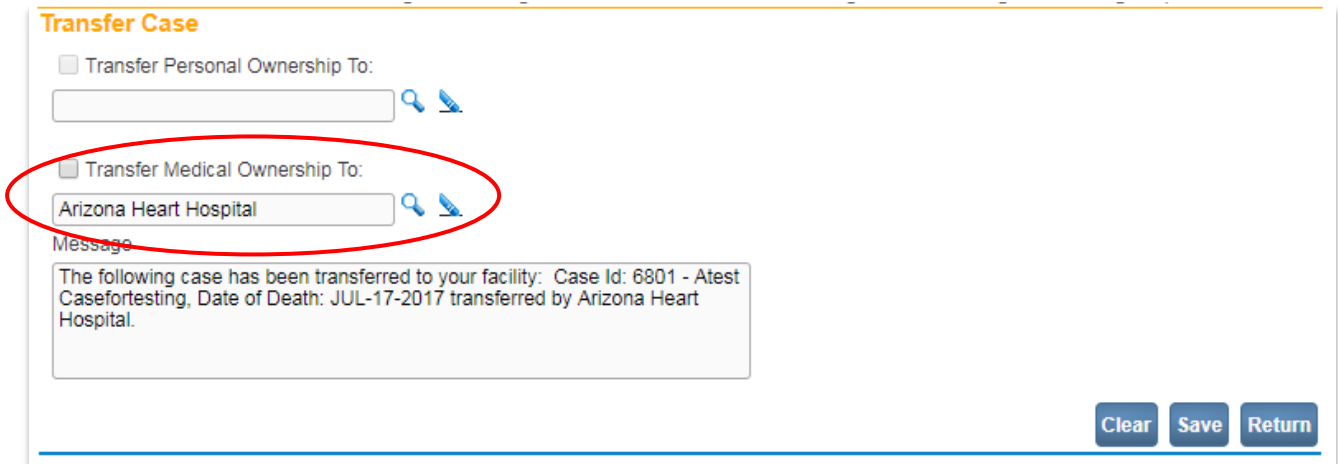 Transfer Case
Transfer Personal Ownership To:
Transfer Medical Ownership To:
Arizona Heart Hospital
Message
The following case has been transferred to your facility:  Case Id: 6801 - Atest
Casefortesting, Date of Death: JUL-17-2017 transferred by Arizona Heart
Hospital.
Clear Save Return